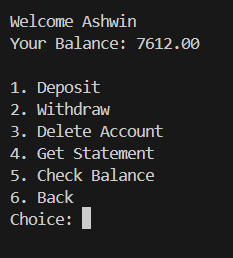 Welcome Ashwin
Your Balance: 7612.00
1. Deposit
2. Withdraw
3. Delete Account
4. Get Statement
5. Check Balance
6. Back
Choice: